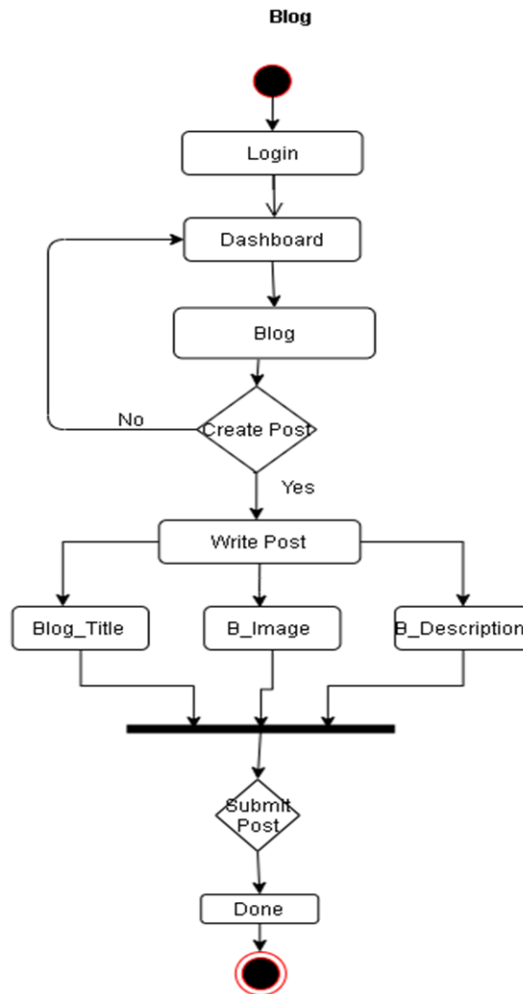 Blog
Login
Dashboard
Blog
Create Post
No
Yes
Write Post
Blog_Title
B_Image
B_Description
Submit
Post
Done